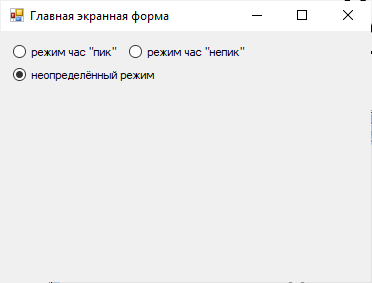 Главная экранная форма
режим час "пик" режим час "непик"
неопределённый режим